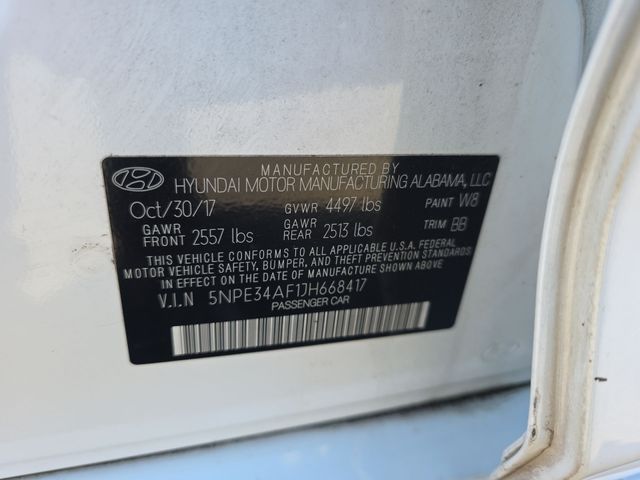 MANUFACTURED BY
HYUNDAI MOTOR MANUFACTURING ALABAMA, LLC
Oct/30/17 GVWR 4497 lbs PAINT W8
GAWR FRONT 2557 lbs GAWR REAR 2513 lbs TRIM BB
THIS VEHICLE CONFORMS TO ALL APPLICABLE U.S.A. FEDERAL
MOTOR VEHICLE SAFETY, BUMPER, AND THEFT PREVENTION STANDARDS
IN EFFECT ON THE DATE OF MANUFACTURE SHOWN ABOVE.
V.I.N 5NPE34AF1JH668417
PASSENGER CAR